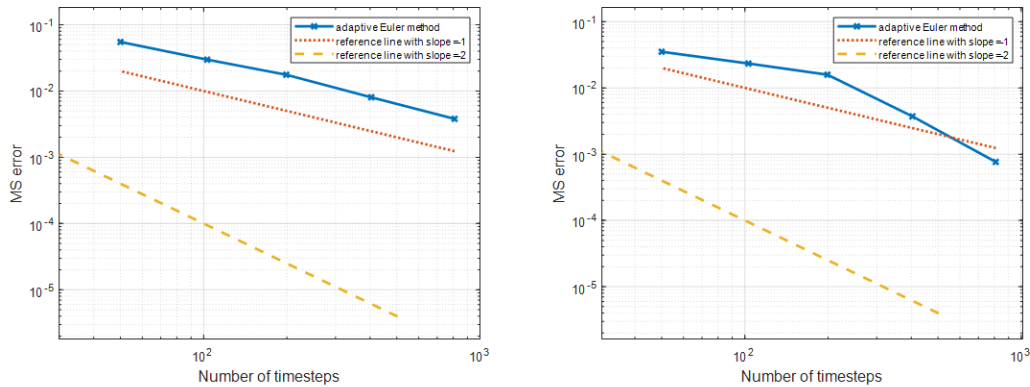 adaptive Euler method
reference line with slope=-1
reference line with slope=-2
10^-1
10^-2
10^-3
10^-4
10^-5
MS error
10^2
10^3
Number of timesteps
adaptive Euler method
reference line with slope=-1
reference line with slope=-2
10^-1
10^-2
10^-3
10^-4
10^-5
MS error
10^2
10^3
Number of timesteps